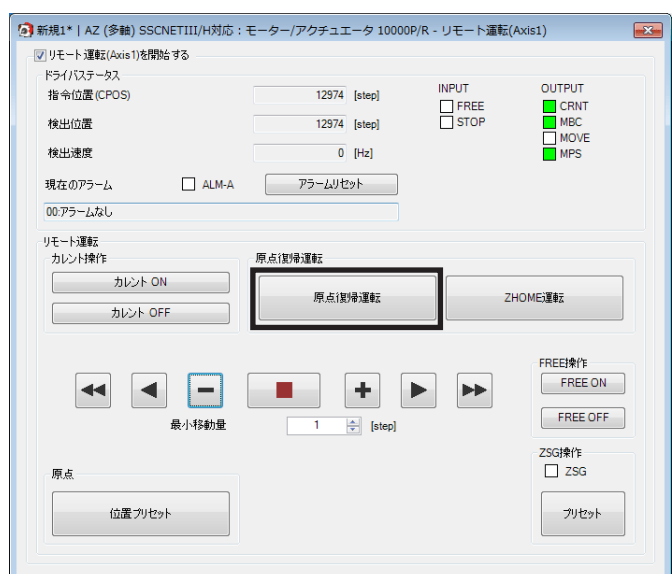 新規1* | AZ (多軸) SSCNETIII/H対応：モーター/アクチュエータ 10000P/R - リモート運転(Axis1)
リモート運転(Axis1)を開始する
ドライバステータス
指令位置(CPOS) 12974 [step]
検出位置 12974 [step]
検出速度 0 [Hz]
INPUT
FREE
STOP
OUTPUT
CRNT
MBC
MOVE
MPS
現在のアラーム ALM-A アラームリセット
00:アラームなし
リモート運転
カレント操作
カレント ON
カレント OFF
原点復帰運転
原点復帰運転 ZHOME運転
最小移動量 1 [step]
FREE操作
FREE ON
FREE OFF
原点
位置プリセット
ZSG操作
ZSG
プリセット